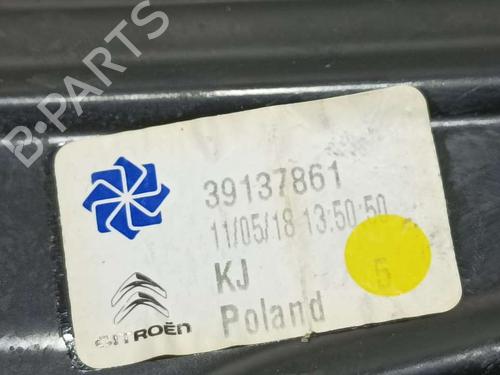 B-PARTS
39137861
11/05/18 13:50:50
KJ 5
Poland
CITROËN